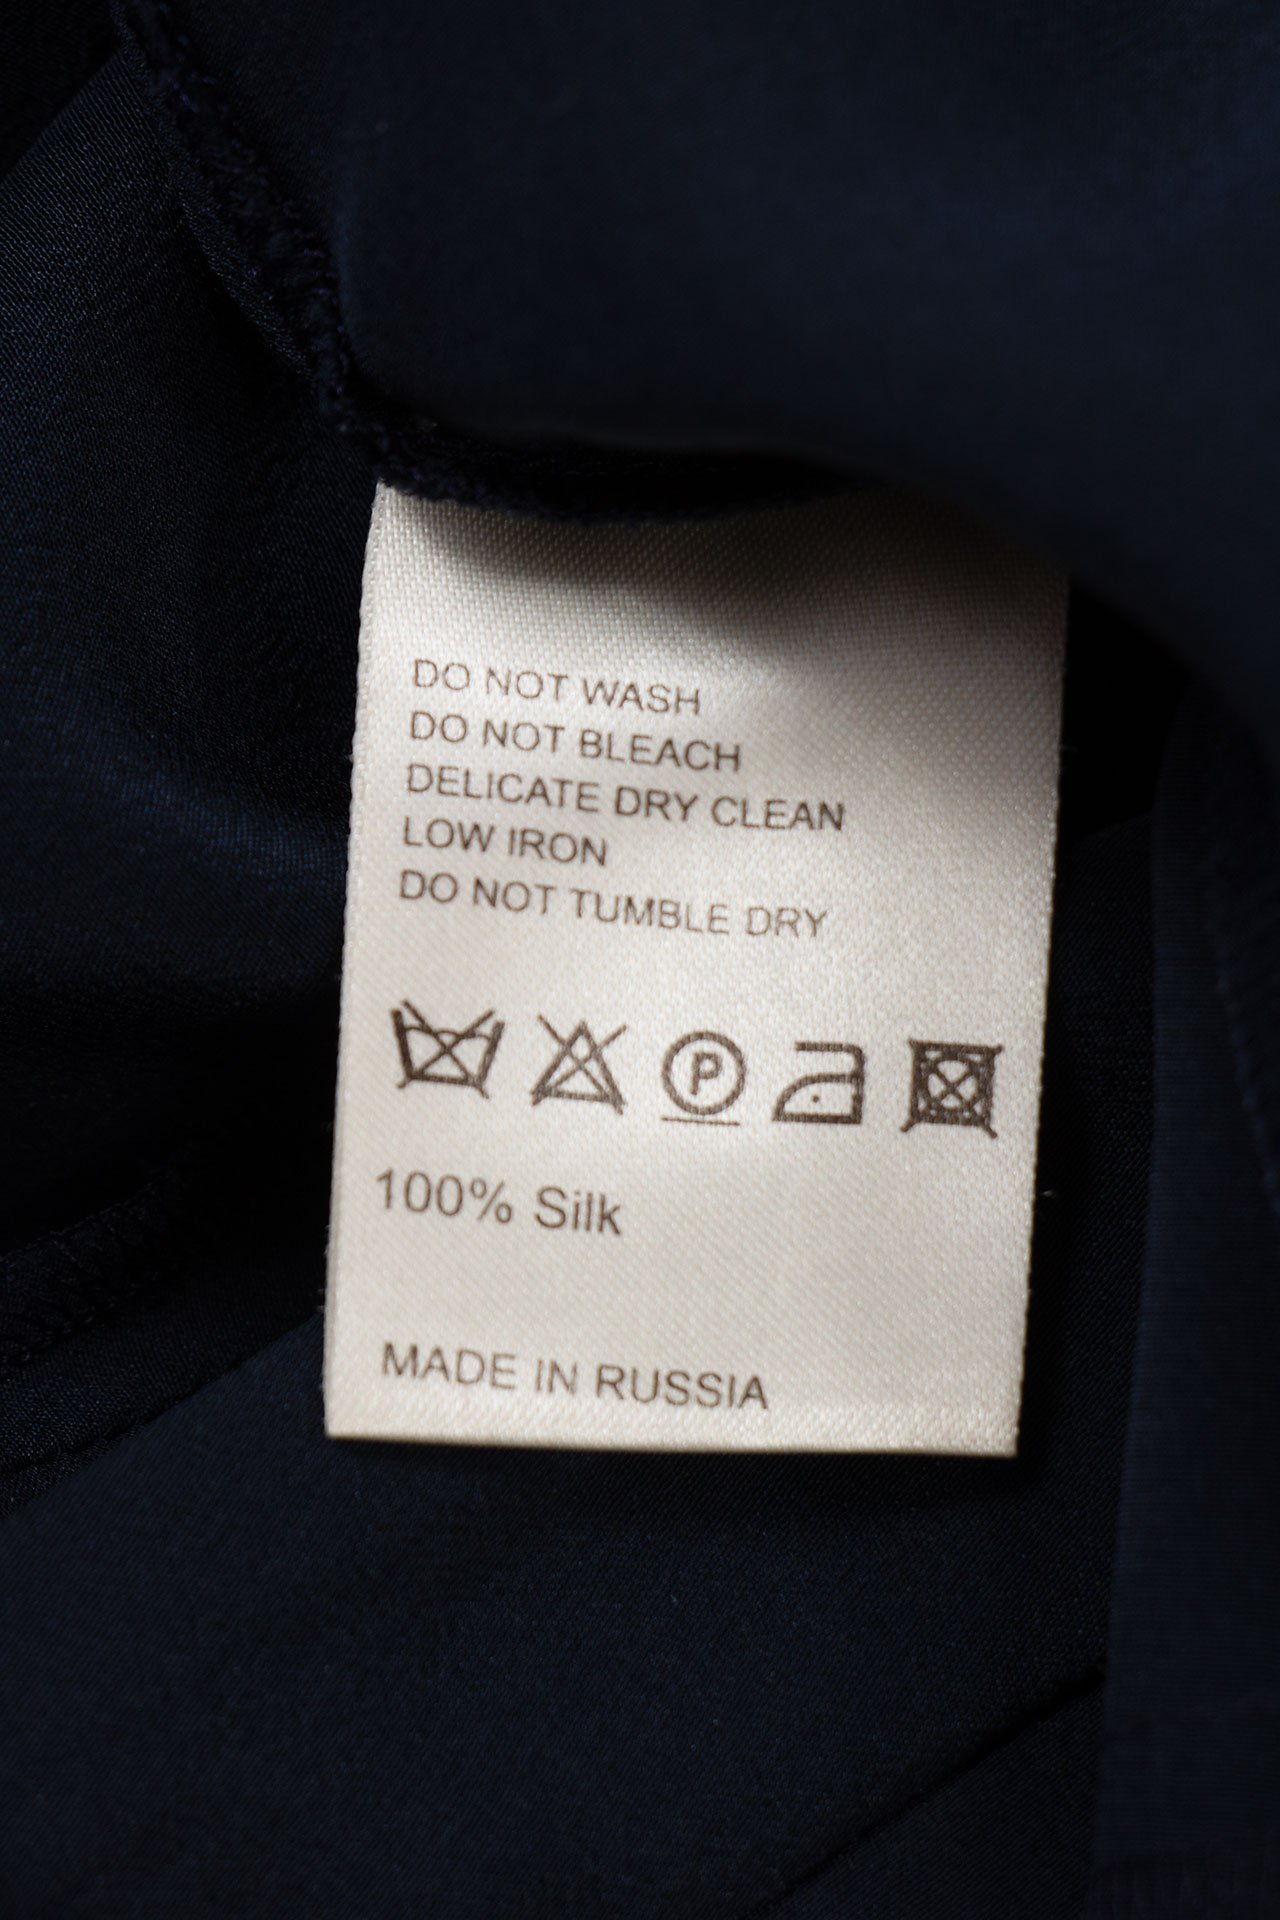 DO NOT WASH
DO NOT BLEACH
DELICATE DRY CLEAN
LOW IRON
DO NOT TUMBLE DRY
P
100% Silk
MADE IN RUSSIA